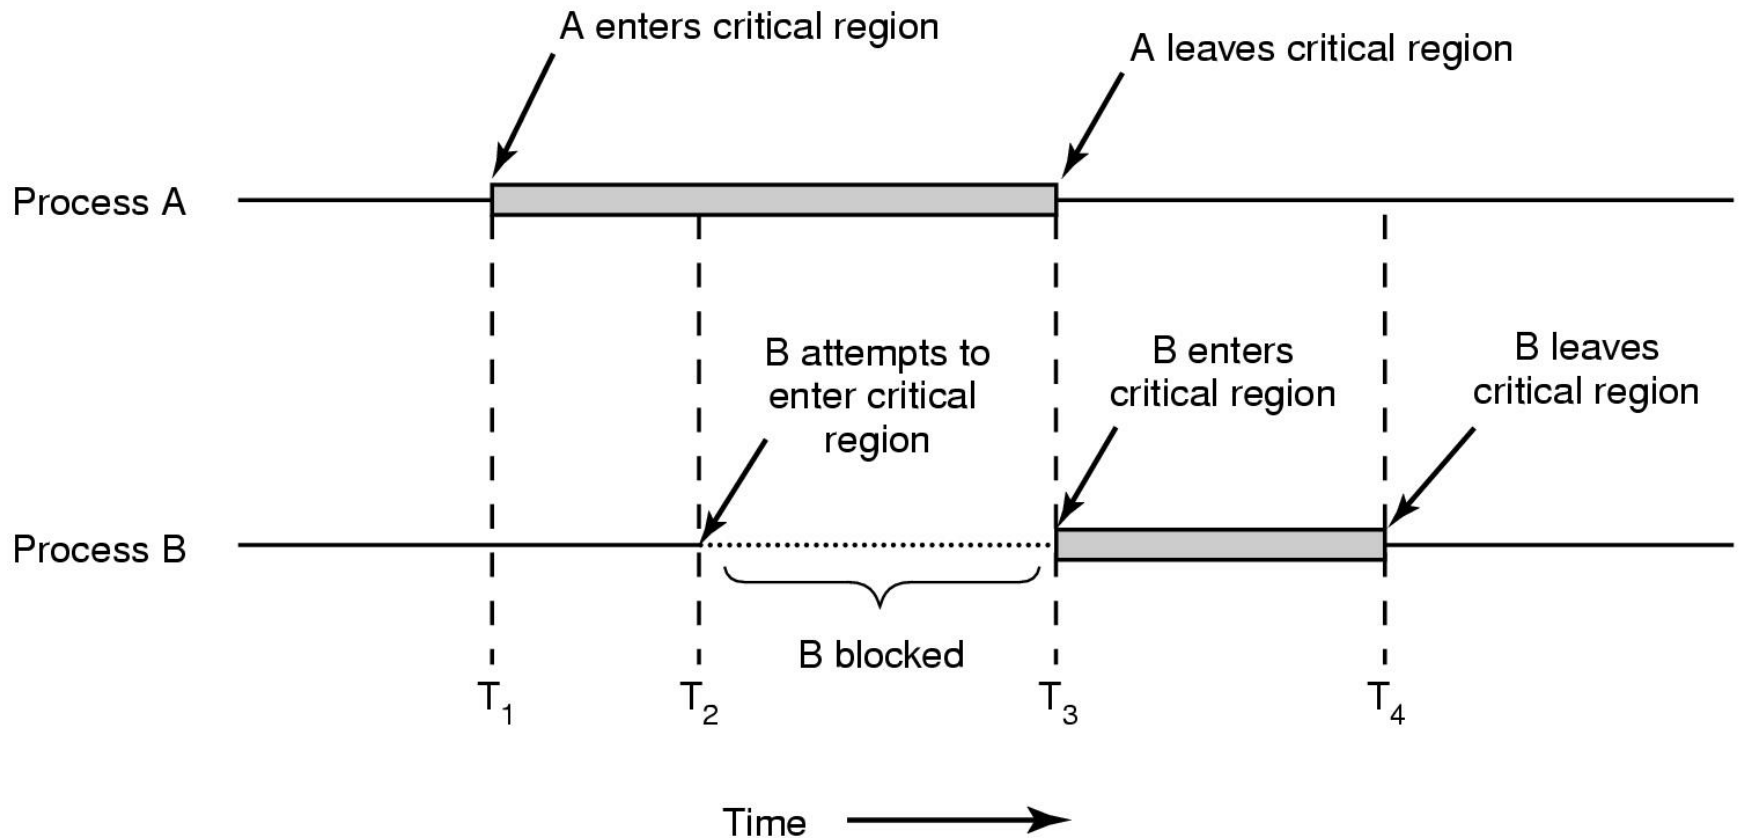 A enters critical region
A leaves critical region
Process A
B attempts to
enter critical
region
B enters
critical region
B leaves
critical region
Process B
B blocked
T1
T2
T3
T4
Time